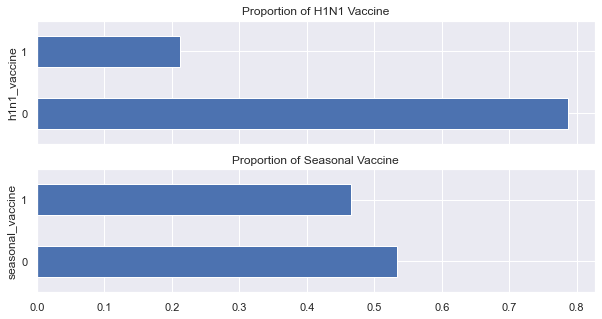 Proportion of H1N1 Vaccine
h1n1_vaccine
1
0
Proportion of Seasonal Vaccine
seasonal_vaccine
1
0
0.0 0.1 0.2 0.3 0.4 0.5 0.6 0.7 0.8